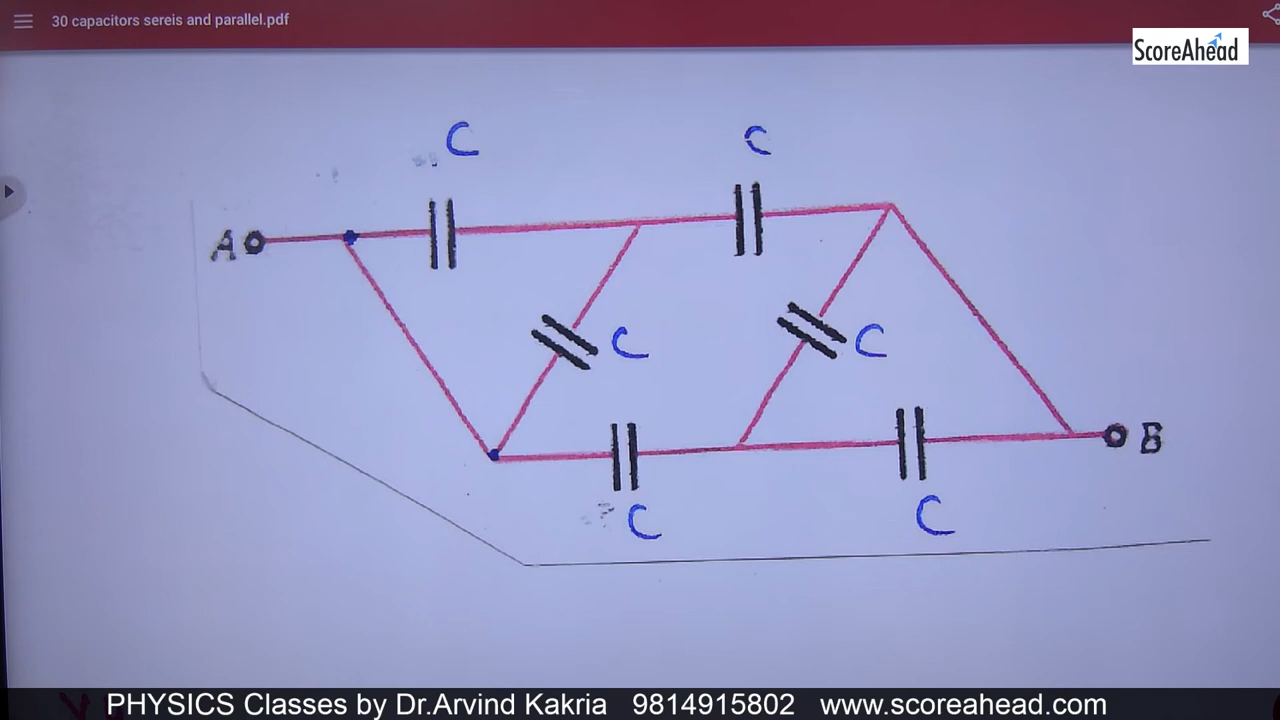 30 capacitors sereis and parallel.pdf
ScoreAhead
C
C
A
C
C
B
C
C
PHYSICS Classes by Dr.Arvind Kakria 9814915802 www.scoreahead.com